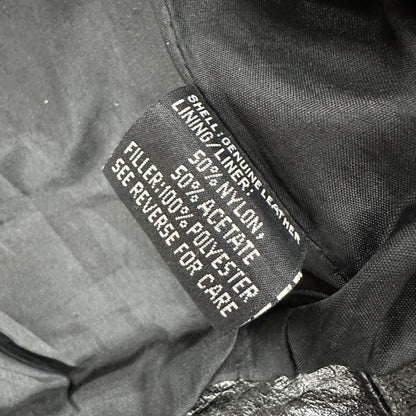 SHELL: GENUINE LEATHER
LINING/LINER:
50% NYLON,
50% ACETATE
FILLER:100% POLYESTER
SEE REVERSE FOR CARE